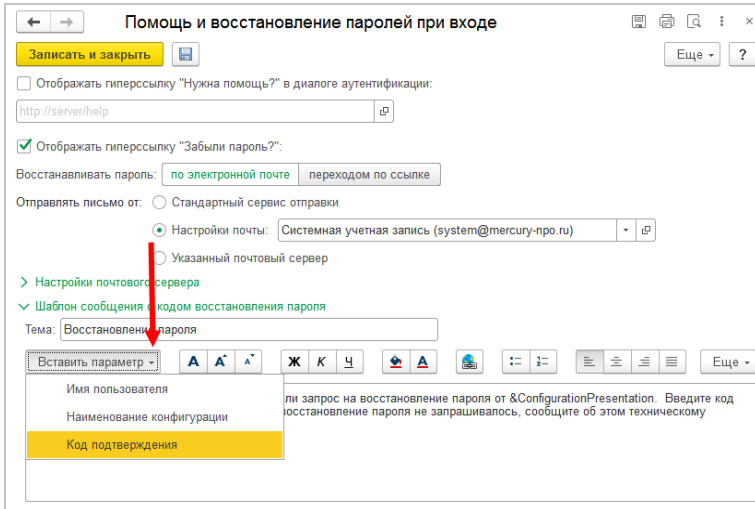 Помощь и восстановление паролей при входе
Записать и закрыть
Еще
?
Отображать гиперссылку "Нужна помощь?" в диалоге аутентификации:
http://server/help
Отображать гиперссылку "Забыли пароль?":
Восстанавливать пароль: по электронной почте переходом по ссылке
Отправлять письмо от: Стандартный сервис отправки
Настройки почты: Системная учетная запись (system@mercury-npo.ru)
Указанный почтовый сервер
Настройки почтового сервера
Шаблон сообщения с кодом восстановления пароля
Тема: Восстановление пароля
Вставить параметр А А А Ж К Ч Еще
Имя пользователя
ли запрос на восстановление пароля от &ConfigurationPresentation. Введите код
восстановление пароля не запрашивалось, сообщите об этом техническому
Наименование конфигурации
Код подтверждения